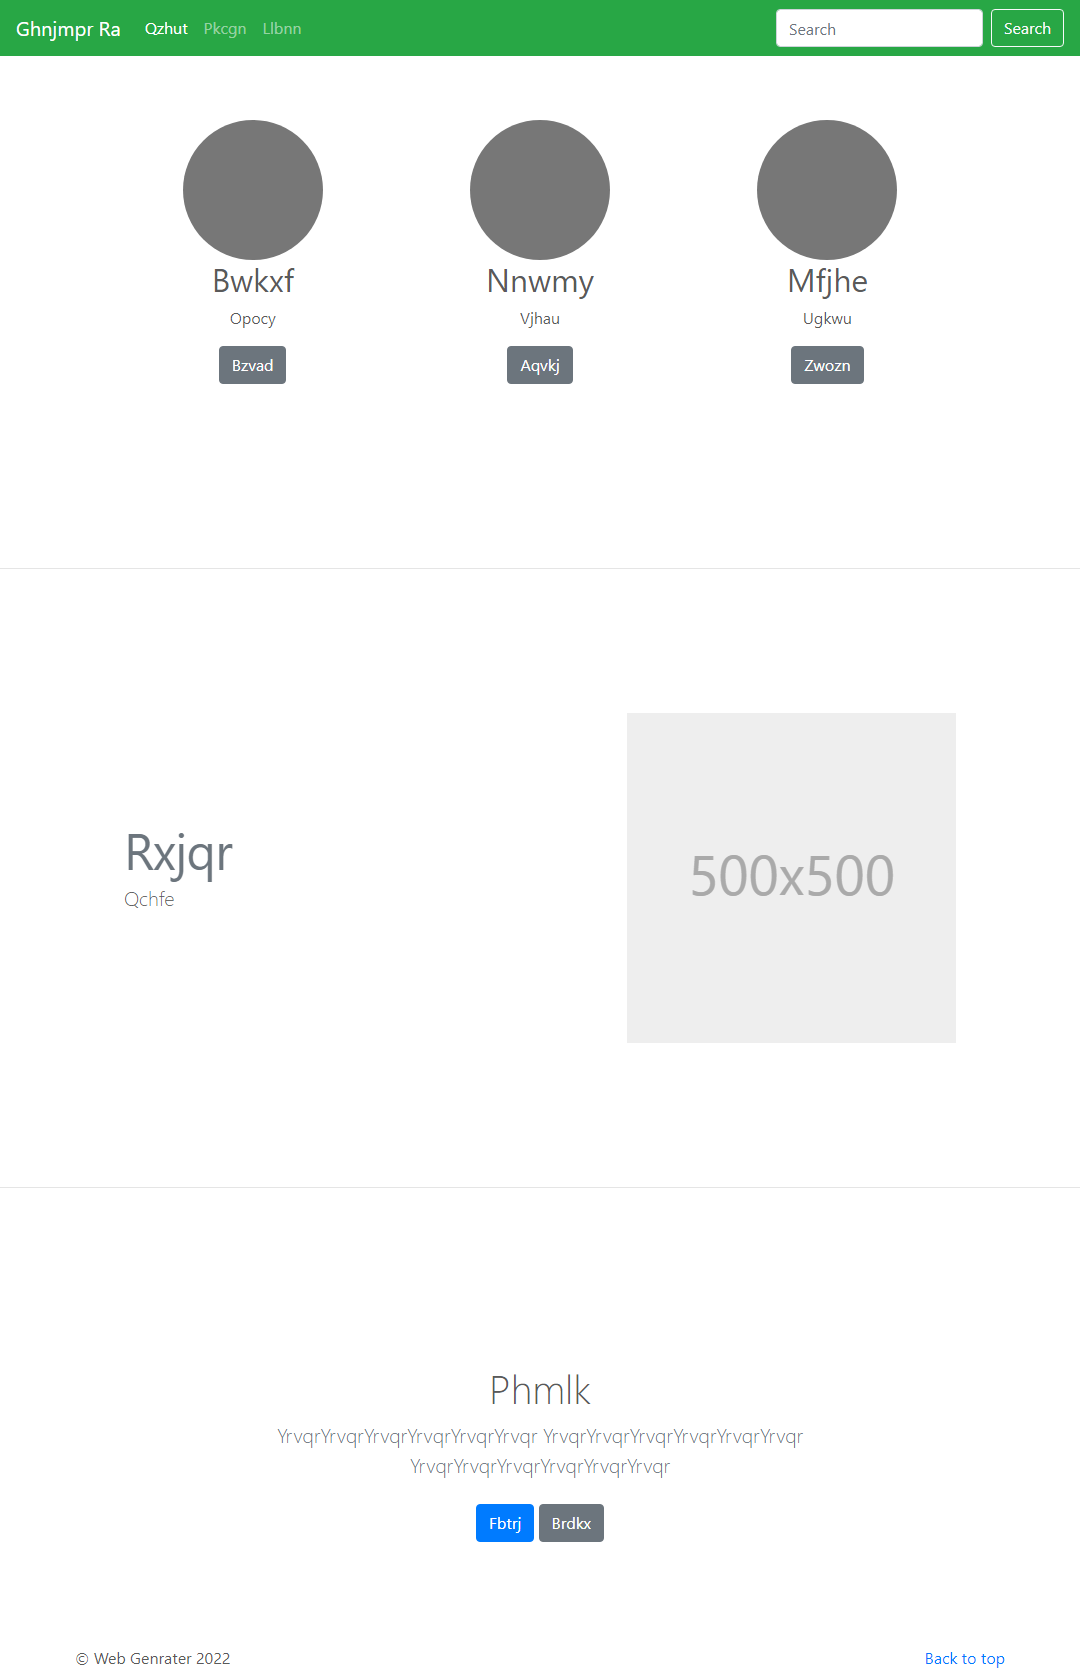 Ghnjmpr Ra Qzhut Pkcgn Llbnn Search Search
Bwkxf Nnwmy Mfjhe
Opocy Vjhau Ugkwu
Bzvad Aqvkj Zwozn
Rxjqr
Qchfe
500x500
Phmlk
YrvqrYrvqrYrvqrYrvqrYrvqrYrvqr YrvqrYrvqrYrvqrYrvqrYrvqrYrvqr
YrvqrYrvqrYrvqrYrvqrYrvqrYrvqr
Fbtrj Brdkx
© Web Genrater 2022 Back to top